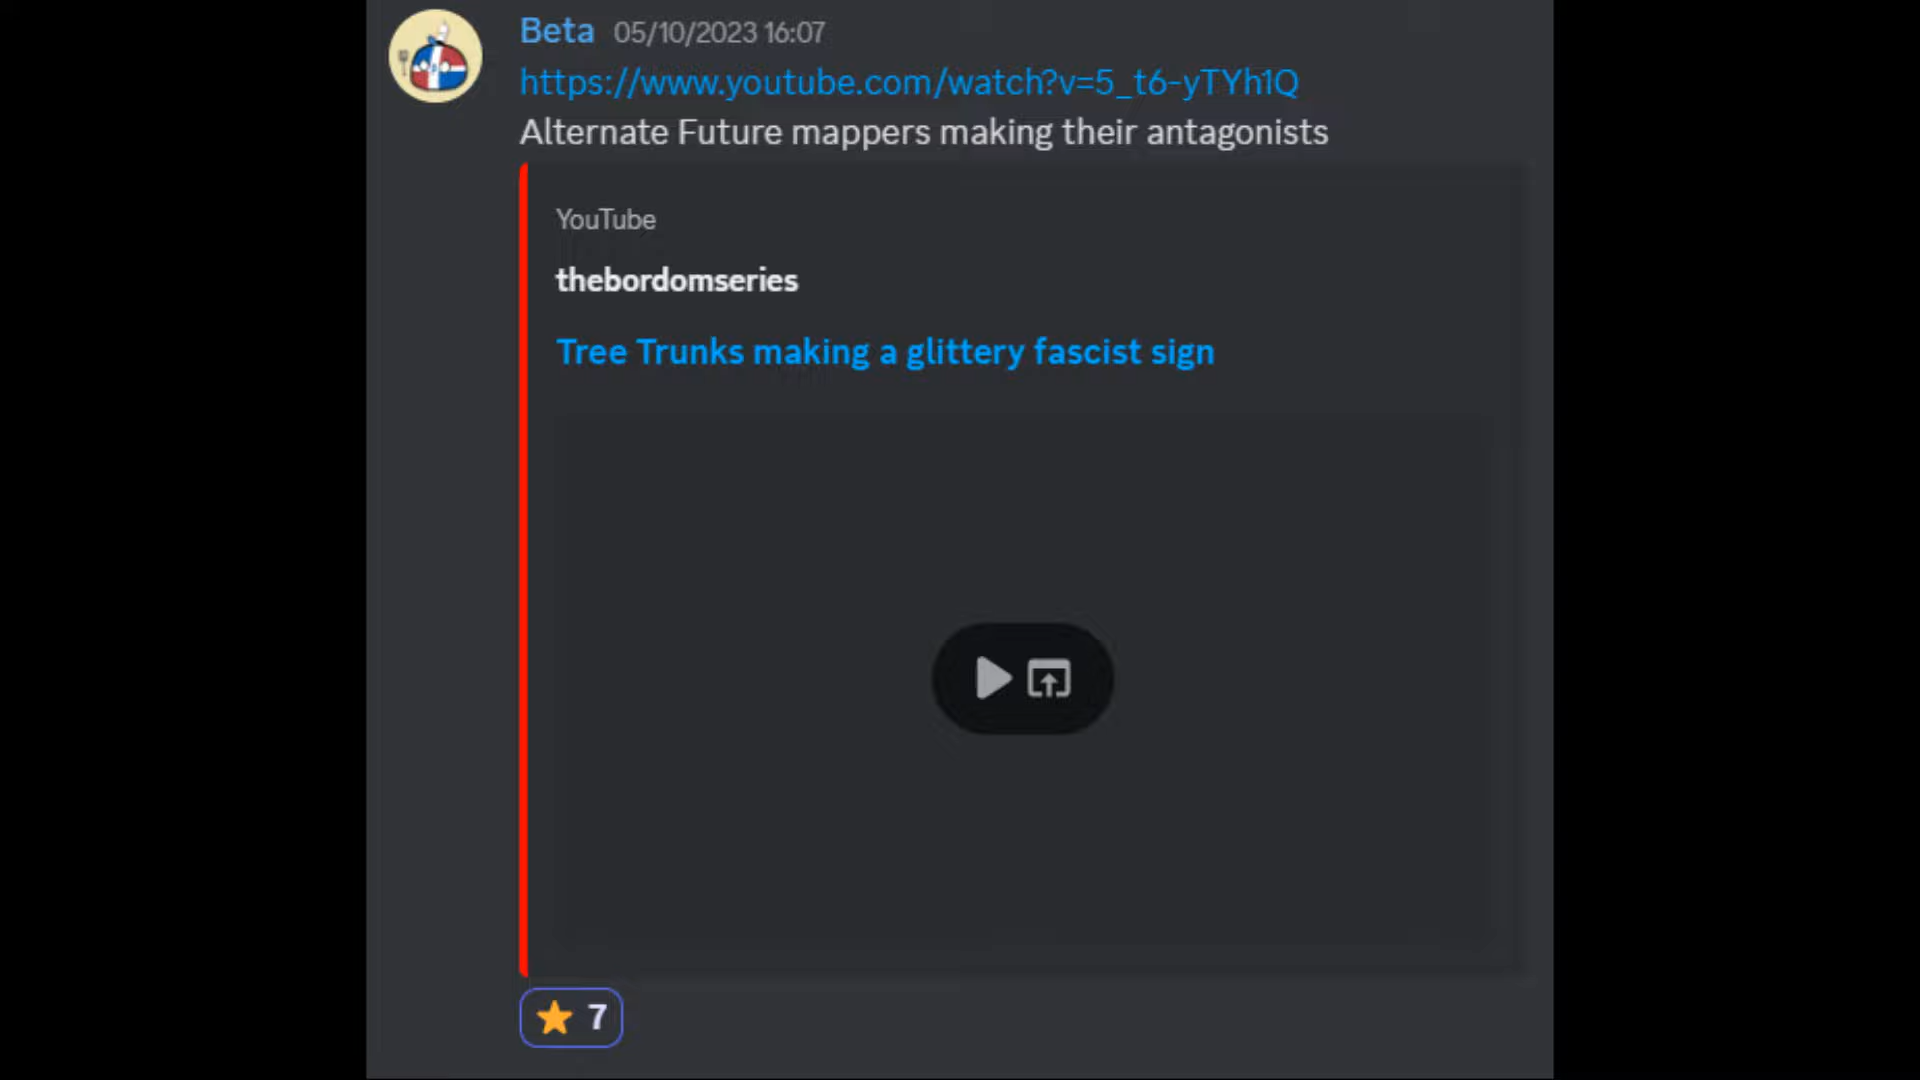 Beta 05/10/2023 16:07
https://www.youtube.com/watch?v=5_t6-yTYh1Q
Alternate Future mappers making their antagonists
YouTube
thebordomseries
Tree Trunks making a glittery fascist sign
7